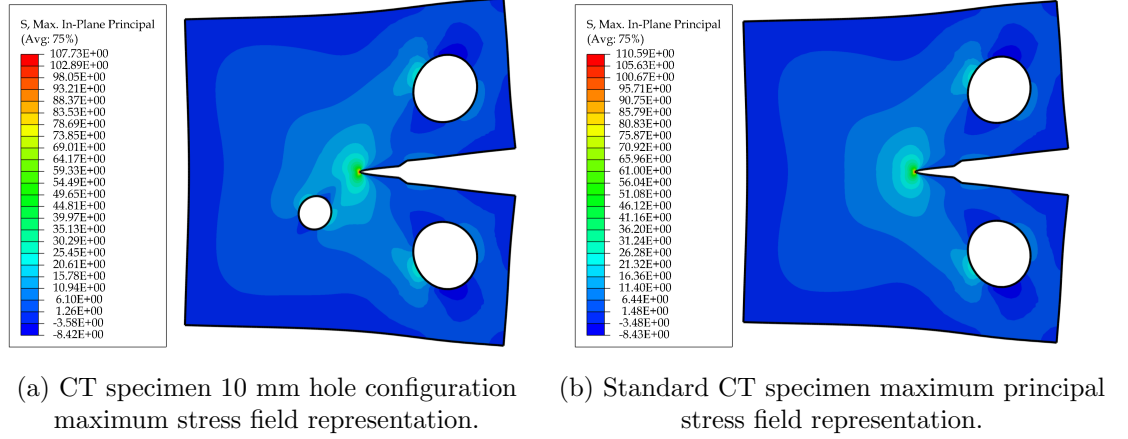 S, Max. In-Plane Principal
(Avg: 75%)
107.73E+00
102.89E+00
98.05E+00
93.21E+00
88.37E+00
83.53E+00
78.69E+00
73.85E+00
69.01E+00
64.17E+00
59.33E+00
54.49E+00
49.65E+00
44.81E+00
39.97E+00
35.13E+00
30.29E+00
25.45E+00
20.61E+00
15.78E+00
10.94E+00
6.10E+00
1.26E+00
-3.58E+00
-8.42E+00
S, Max. In-Plane Principal
(Avg: 75%)
110.59E+00
105.63E+00
100.67E+00
95.71E+00
90.75E+00
85.79E+00
80.83E+00
75.87E+00
70.92E+00
65.96E+00
61.00E+00
56.04E+00
51.08E+00
46.12E+00
41.16E+00
36.20E+00
31.24E+00
26.28E+00
21.32E+00
16.36E+00
11.40E+00
6.44E+00
1.48E+00
-3.48E+00
-8.43E+00
(a) CT specimen 10 mm hole configuration
maximum stress field representation.
(b) Standard CT specimen maximum principal
stress field representation.